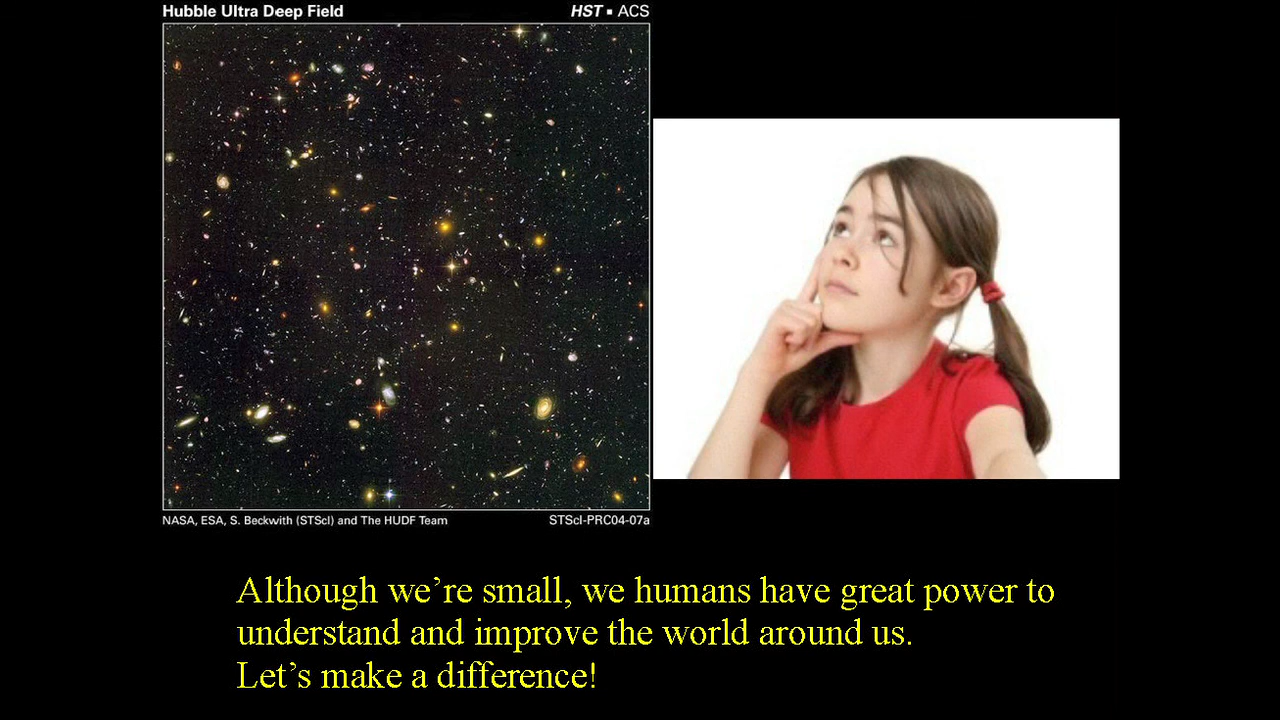 Hubble Ultra Deep Field HST ▪ ACS
NASA, ESA, S. Beckwith (STScI) and The HUDF Team STScI-PRC04-07a
Although we’re small, we humans have great power to
understand and improve the world around us.
Let’s make a difference!